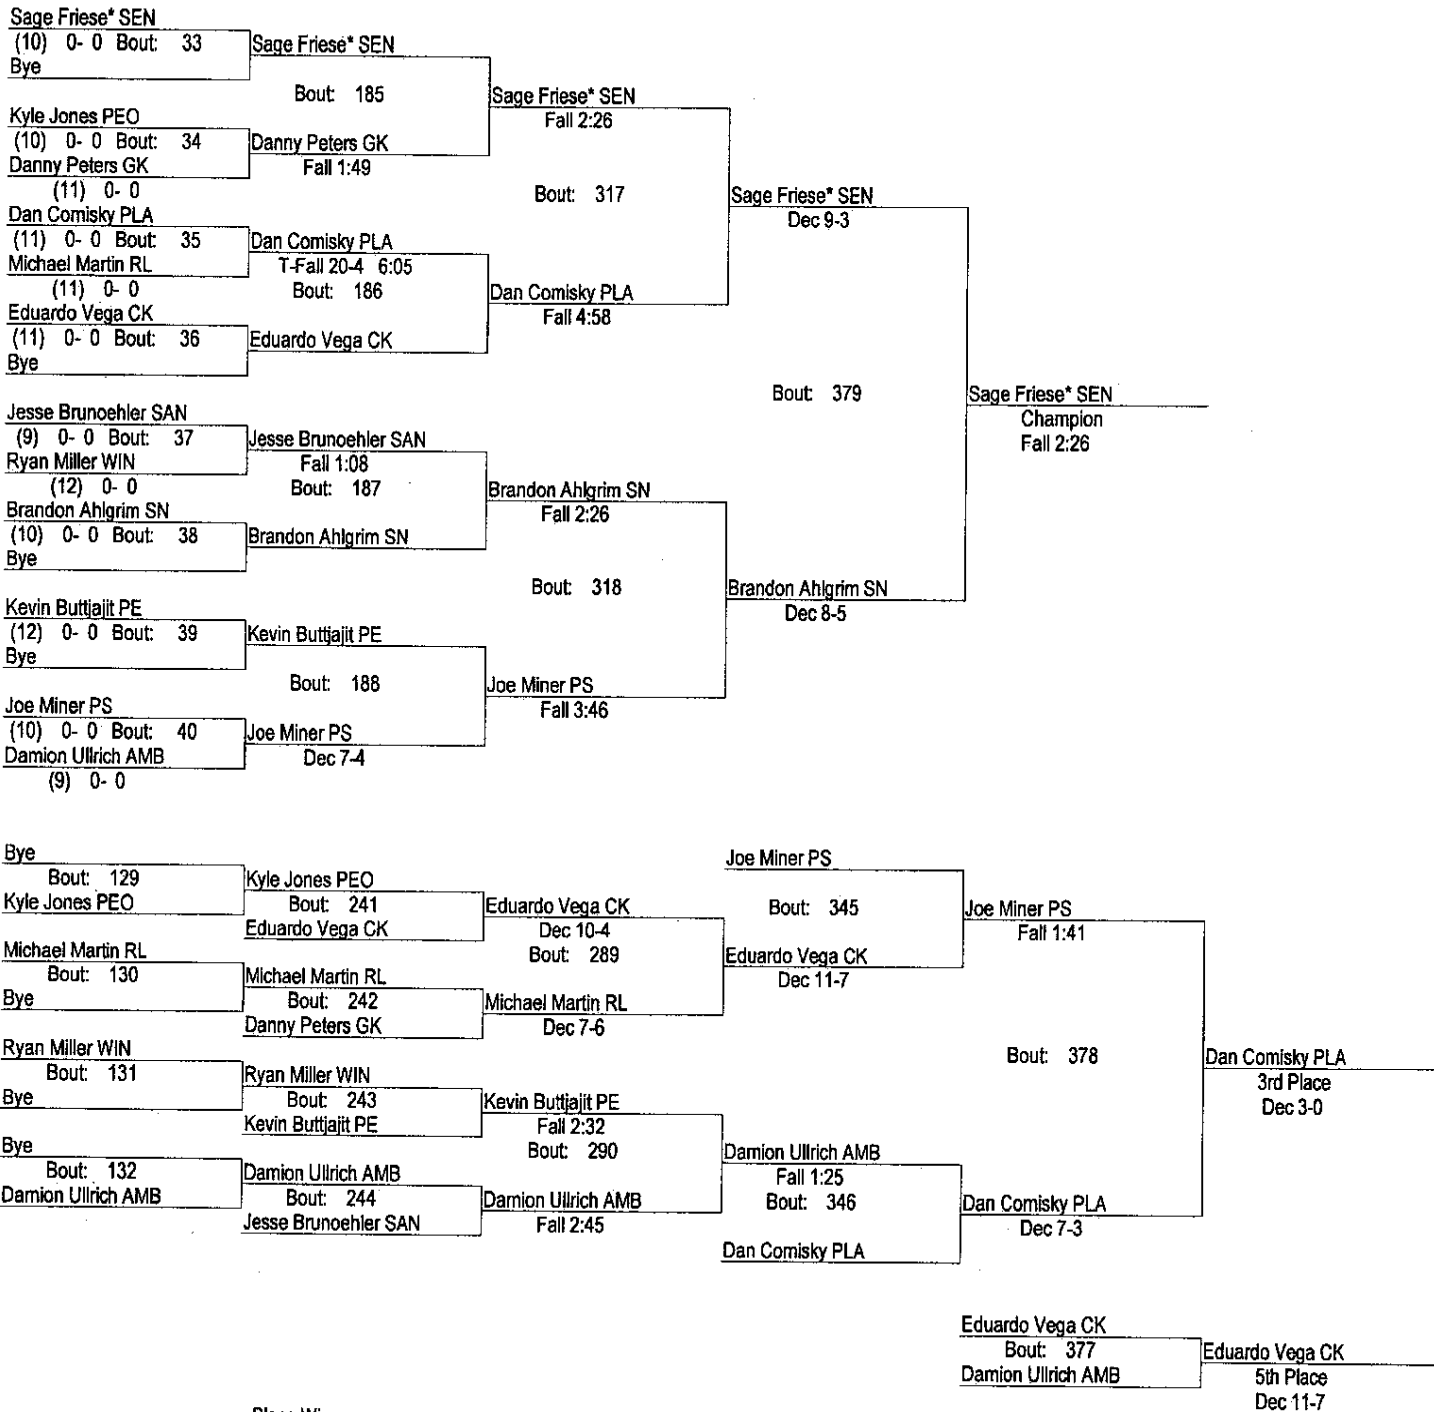 Sage Friese* SEN
(10) 0- 0 Bout: 33
Bye
Sage Friese* SEN
Bout: 185
Kyle Jones PEO
(10) 0- 0 Bout: 34
Danny Peters GK
(11) 0- 0
Danny Peters GK
Fall 1:49
Sage Friese* SEN
Fall 2:26
Bout: 317
Dan Comisky PLA
(11) 0- 0 Bout: 35
Michael Martin RL
(11) 0- 0
Dan Comisky PLA
T-Fall 20-4 6:05
Bout: 186
Eduardo Vega CK
(11) 0- 0 Bout: 36
Bye
Eduardo Vega CK
Dan Comisky PLA
Fall 4:58
Sage Friese* SEN
Dec 9-3
Bout: 379
Sage Friese* SEN
Champion
Fall 2:26
Jesse Brunoehler SAN
(9) 0- 0 Bout: 37
Ryan Miller WIN
(12) 0- 0
Jesse Brunoehler SAN
Fall 1:08
Bout: 187
Brandon Ahlgrim SN
(10) 0- 0 Bout: 38
Bye
Brandon Ahlgrim SN
Brandon Ahlgrim SN
Fall 2:26
Bout: 318
Brandon Ahlgrim SN
Dec 8-5
Kevin Buttjajit PE
(12) 0- 0 Bout: 39
Bye
Kevin Buttjajit PE
Bout: 188
Joe Miner PS
(10) 0- 0 Bout: 40
Damion Ullrich AMB
(9) 0- 0
Joe Miner PS
Dec 7-4
Joe Miner PS
Fall 3:46
Bye
Bout: 129
Kyle Jones PEO
Kyle Jones PEO
Bout: 241
Eduardo Vega CK
Eduardo Vega CK
Dec 10-4
Bout: 289
Michael Martin RL
Bout: 130
Bye
Michael Martin RL
Bout: 242
Danny Peters GK
Michael Martin RL
Dec 7-6
Joe Miner PS
Bout: 345
Eduardo Vega CK
Dec 11-7
Joe Miner PS
Fall 1:41
Bout: 378
Dan Comisky PLA
3rd Place
Dec 3-0
Ryan Miller WIN
Bout: 131
Bye
Ryan Miller WIN
Bout: 243
Kevin Buttjajit PE
Kevin Buttjajit PE
Fall 2:32
Bout: 290
Bye
Bout: 132
Damion Ullrich AMB
Damion Ullrich AMB
Bout: 244
Jesse Brunoehler SAN
Damion Ullrich AMB
Fall 2:45
Damion Ullrich AMB
Fall 1:25
Bout: 346
Dan Comisky PLA
Dan Comisky PLA
Dec 7-3
Eduardo Vega CK
Bout: 377
Damion Ullrich AMB
Eduardo Vega CK
5th Place
Dec 11-7